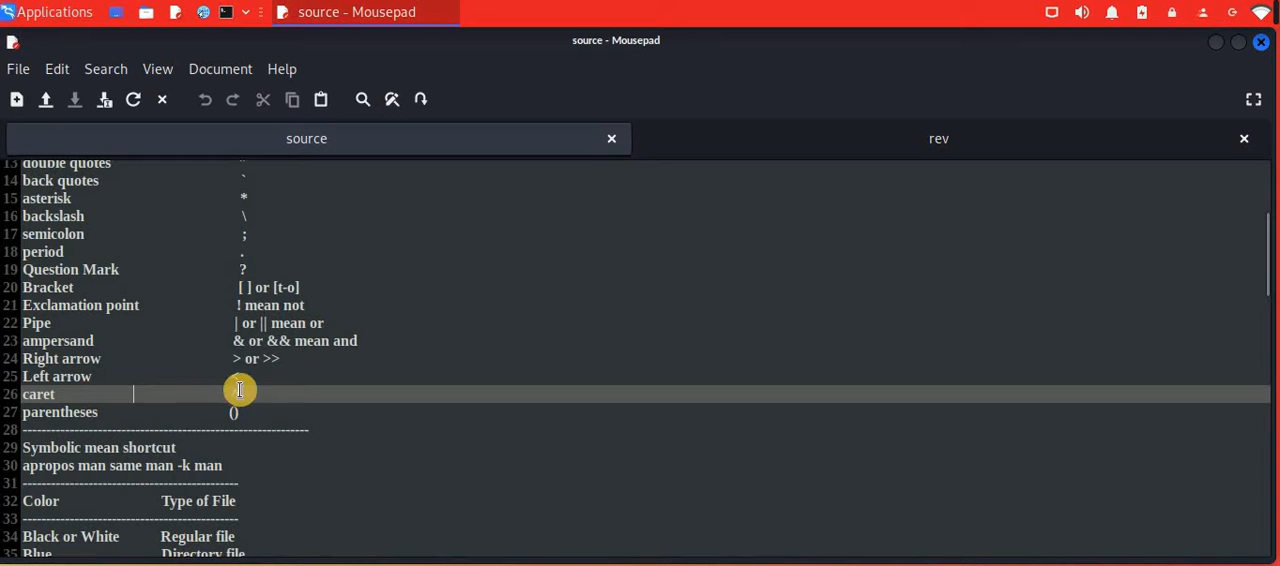 Applications source - Mousepad
source - Mousepad
File Edit Search View Document Help
source rev
13 double quotes "
14 back quotes `
15 asterisk *
16 backslash \
17 semicolon ;
18 period .
19 Question Mark ?
20 Bracket [ ] or [t-o]
21 Exclamation point ! mean not
22 Pipe | or || mean or
23 ampersand & or && mean and
24 Right arrow > or >>
25 Left arrow <
26 caret
27 parentheses ()
28 -------------------------------------------------------------
29 Symbolic mean shortcut
30 apropos man same man -k man
31 ----------------------------------------------
32 Color Type of File
33 ----------------------------------------------
34 Black or White Regular file
35 Blue Directory file